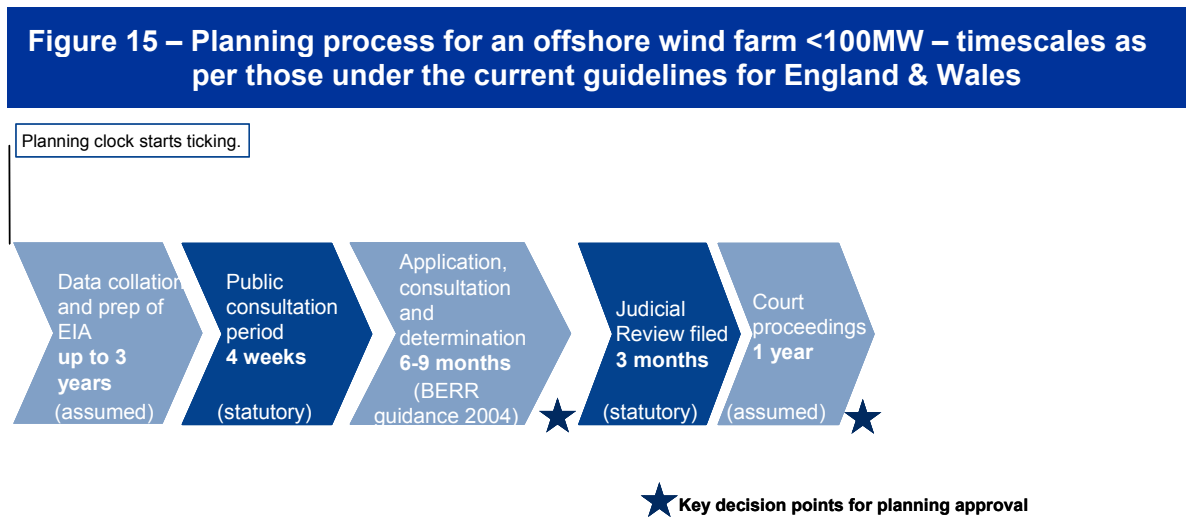 Figure 15 – Planning process for an offshore wind farm <100MW – timescales as
per those under the current guidelines for England & Wales
Planning clock starts ticking.
Data collation
and prep of
EIA
up to 3
years
(assumed)
Public
consultation
period
4 weeks
(statutory)
Application,
consultation
and
determination
6-9 months
(BERR
guidance 2004)
Judicial
Review filed
3 months
(statutory)
Court
proceedings
1 year
(assumed)
Key decision points for planning approval